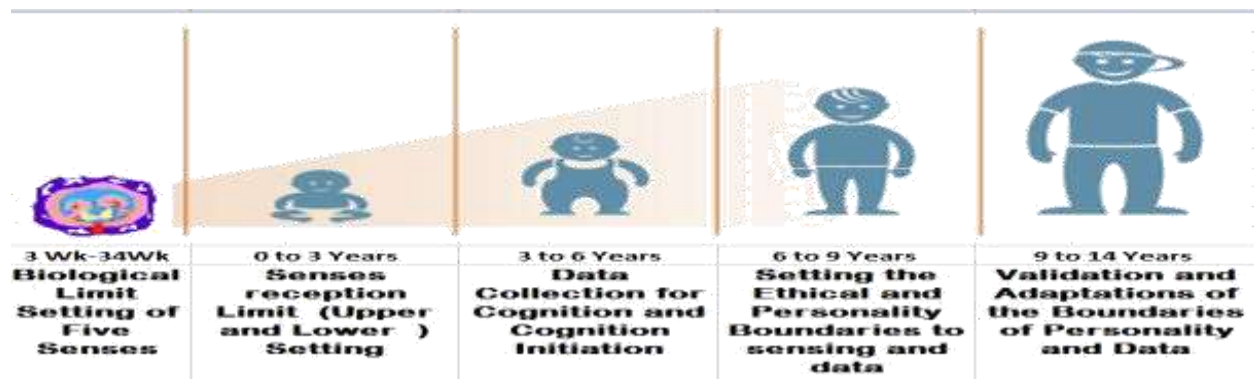 3 Wk-34Wk
Biological
Limit
Setting of
Five
Senses
0 to 3 Years
Senses
reception
Limit (Upper
and Lower )
Setting
3 to 6 Years
Data
Collection for
Cognition and
Cognition
Initiation
6 to 9 Years
Setting the
Ethical and
Personality
Boundaries to
sensing and
data
9 to 14 Years
Validation and
Adaptations of
the Boundaries
of Personality
and Data